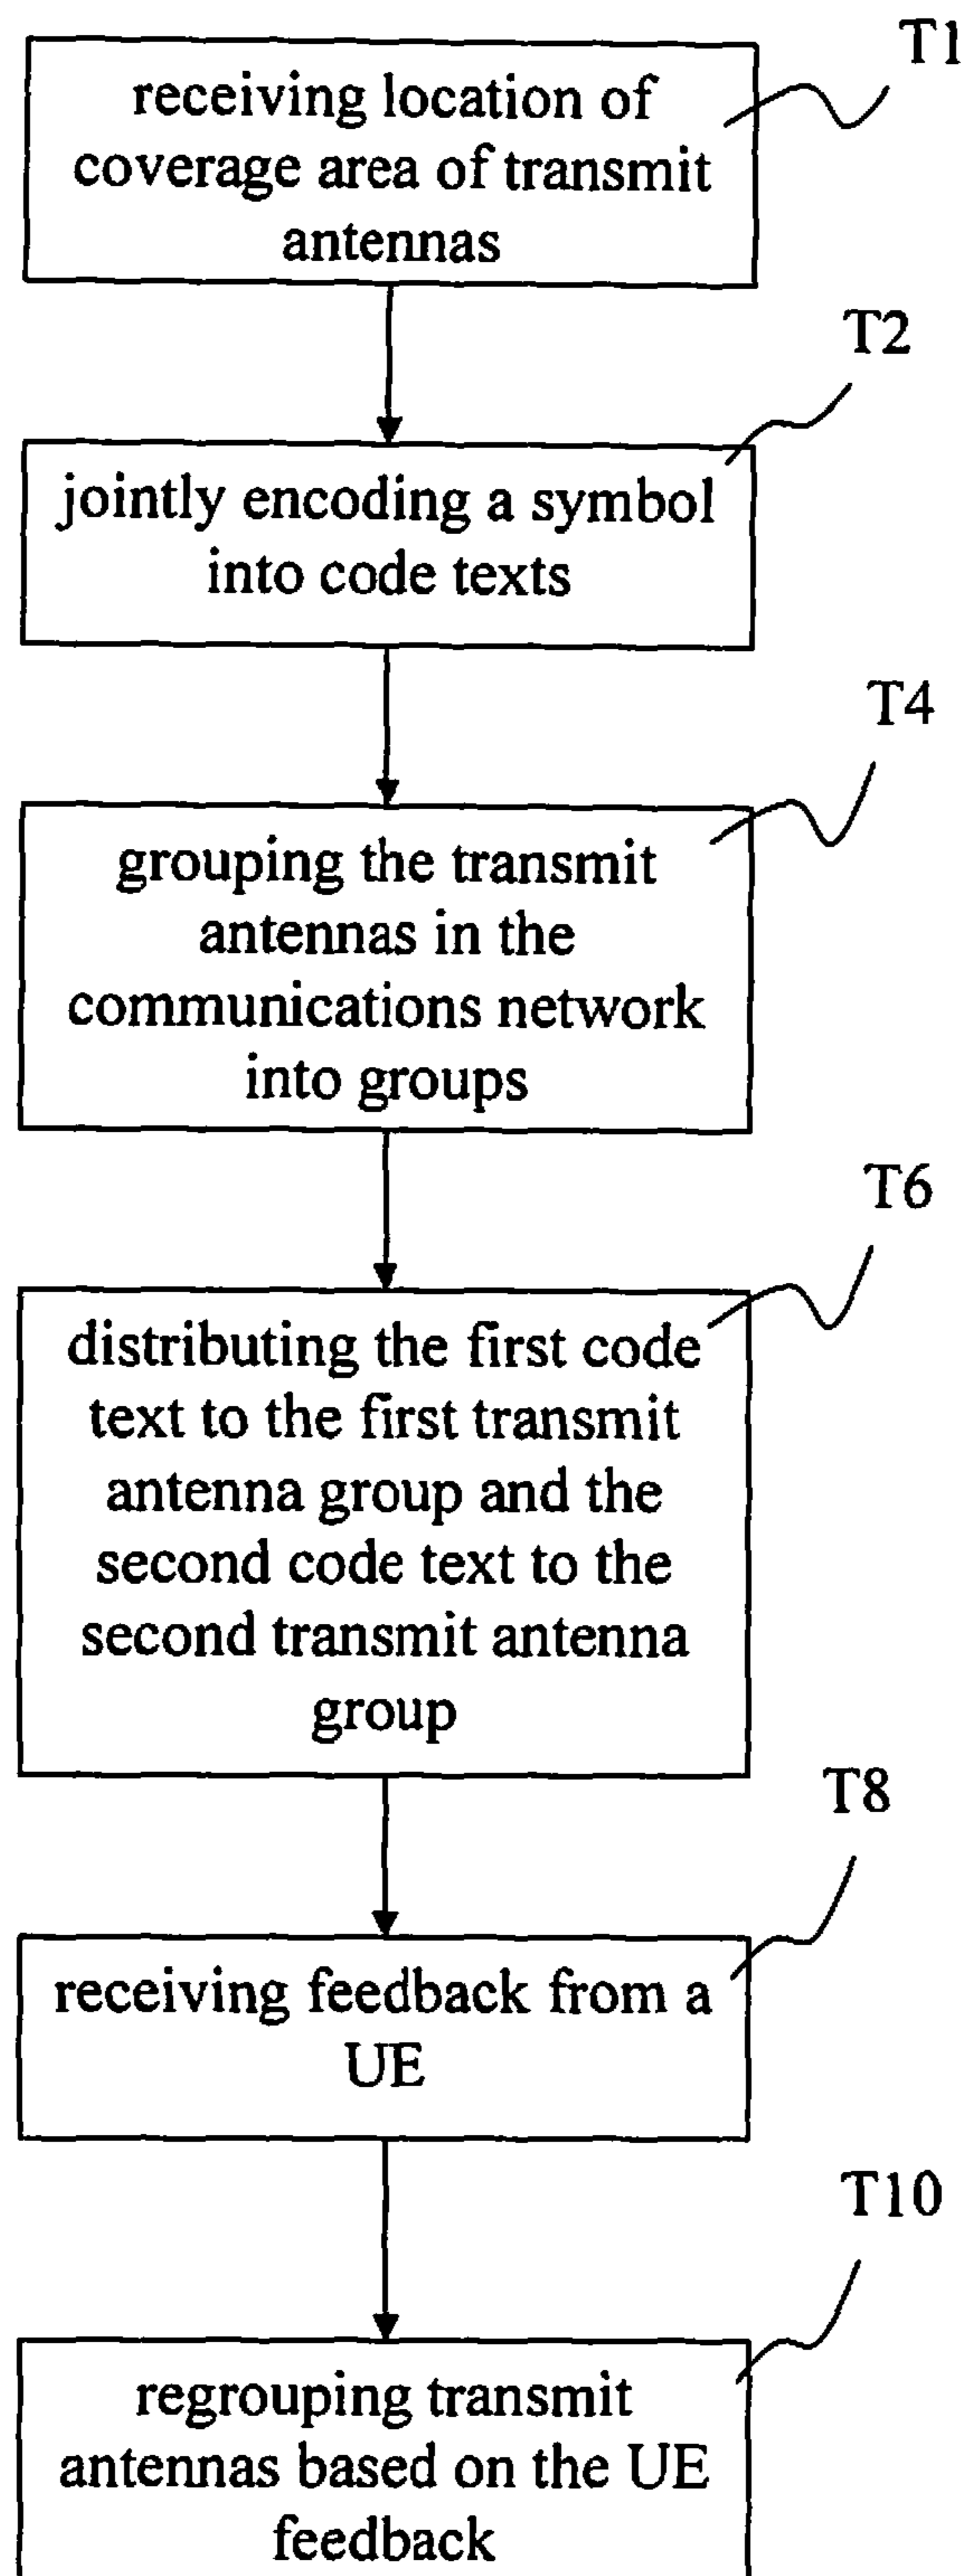 T1
receiving location of
coverage area of transmit
antennas
T2
jointly encoding a symbol
into code texts
T4
grouping the transmit
antennas in the
communications network
into groups
T6
distributing the first code
text to the first transmit
antenna group and the
second code text to the
second transmit antenna
group
T8
receiving feedback from a
UE
T10
regrouping transmit
antennas based on the UE
feedback